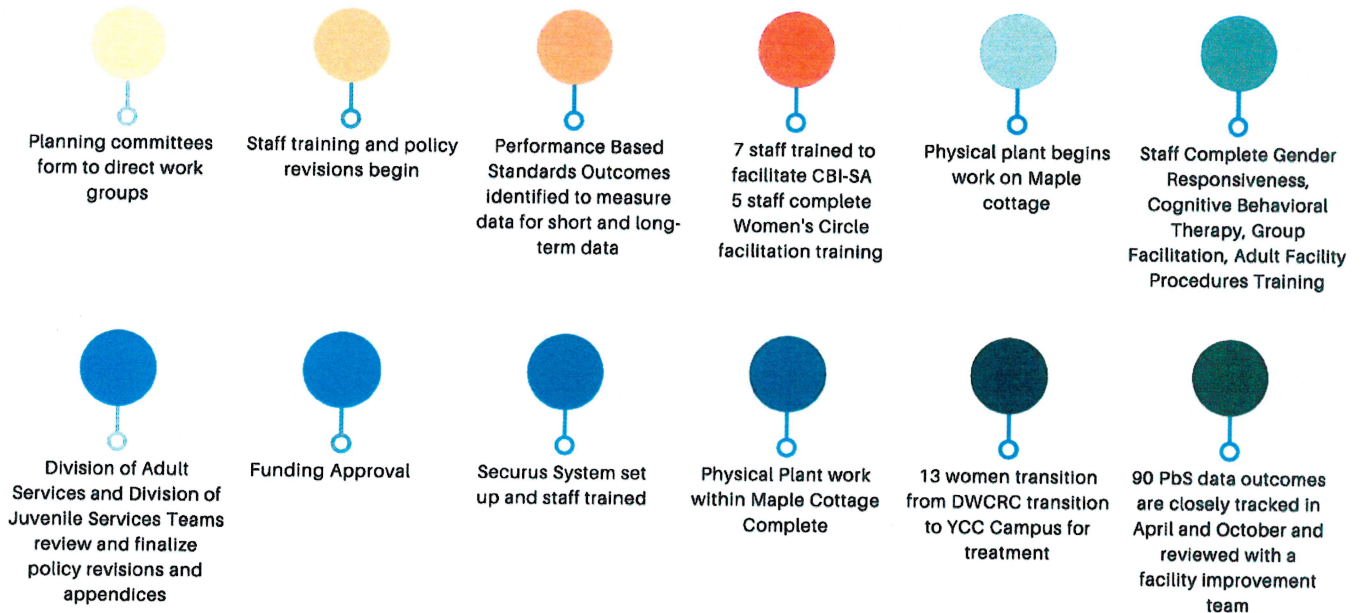 Planning committees
form to direct work
groups
Staff training and policy
revisions begin
Performance Based
Standards Outcomes
identified to measure
data for short and long-
term data
7 staff trained to
facilitate CBI-SA
5 staff complete
Women's Circle
facilitation training
Physical plant begins
work on Maple
cottage
Staff Complete Gender
Responsiveness,
Cognitive Behavioral
Therapy, Group
Facilitation, Adult Facility
Procedures Training
Division of Adult
Services and Division of
Juvenile Services Teams
review and finalize
policy revisions and
appendices
Funding Approval
Securus System set
up and staff trained
Physical Plant work
within Maple Cottage
Complete
13 women transition
from DWCRC transition
to YCC Campus for
treatment
90 PbS data outcomes
are closely tracked in
April and October and
reviewed with a
facility improvement
team